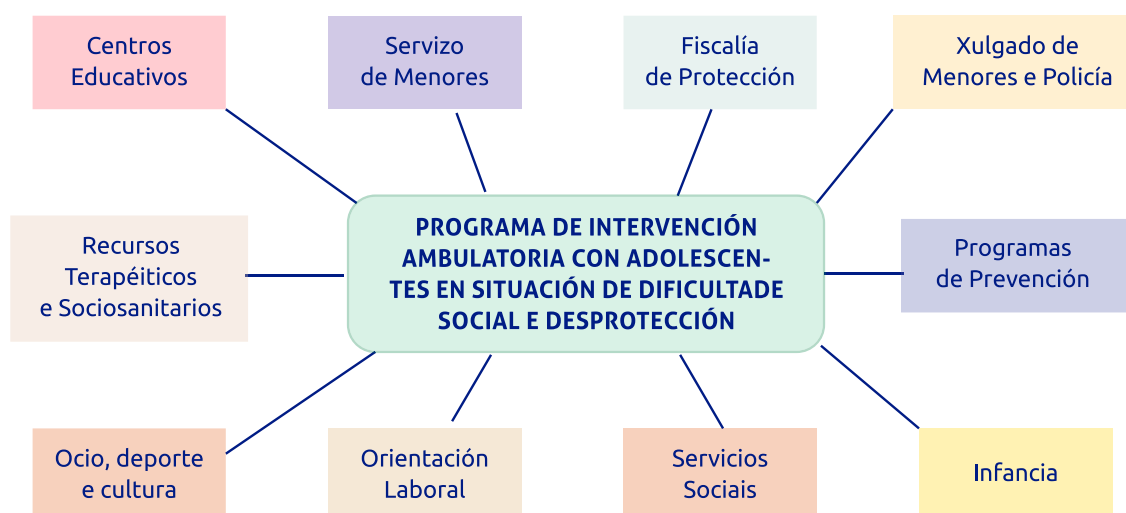 Centros
Educativos
Servizo
de Menores
Fiscalía
de Protección
Xulgado de
Menores e Policía
PROGRAMA DE INTERVENCIÓN
AMBULATORIA CON ADOLESCEN-
TES EN SITUACIÓN DE DIFICULTADE
SOCIAL E DESPROTECCIÓN
Recursos
Terapéiticos
e Sociosanitarios
Programas
de Prevención
Ocio, deporte
e cultura
Orientación
Laboral
Servicios
Sociais
Infancia